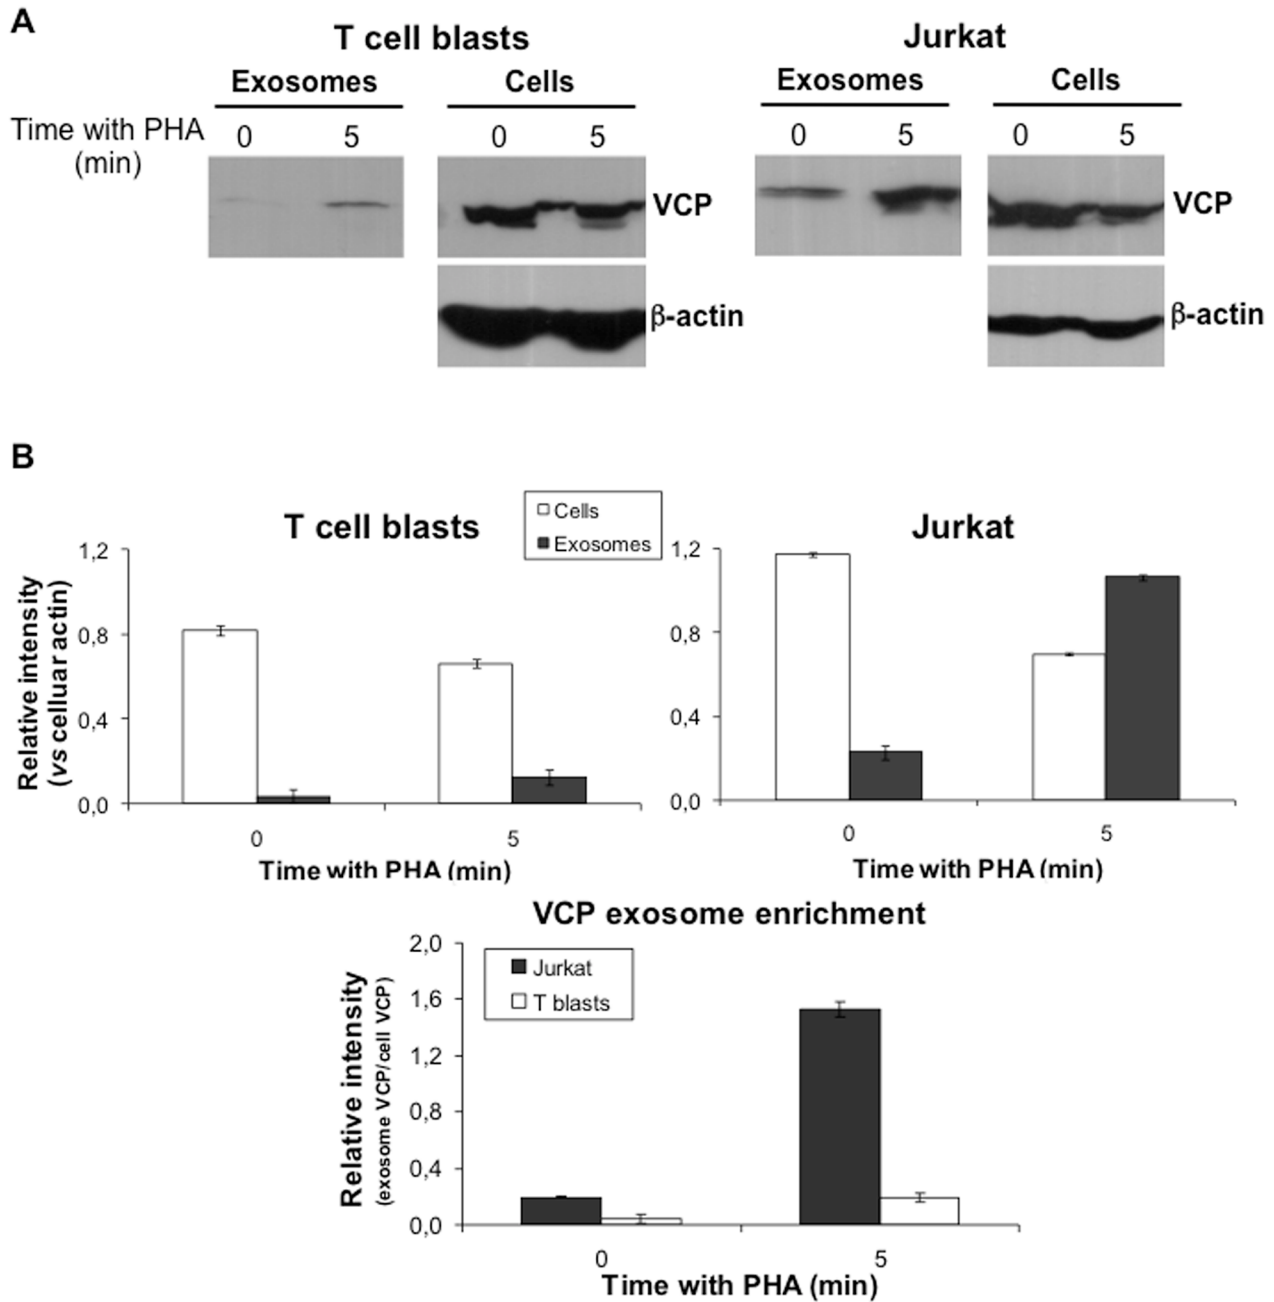 A
T cell blasts
Jurkat
Exosomes
Cells
Exosomes
Cells
Time with PHA
(min)
0
5
0
5
0
5
0
5
VCP
VCP
β-actin
β-actin
B
T cell blasts
Cells
Exosomes
Jurkat
Relative intensity
(vs celluar actin)
1,2
0,8
0,4
0,0
0
5
Time with PHA (min)
1,2
0,8
0,4
0,0
0
5
Time with PHA (min)
VCP exosome enrichment
Relative intensity
(exosome VCP/cell VCP)
2,0
1,6
1,2
0,8
0,4
0,0
Jurkat
T blasts
0
5
Time with PHA (min)